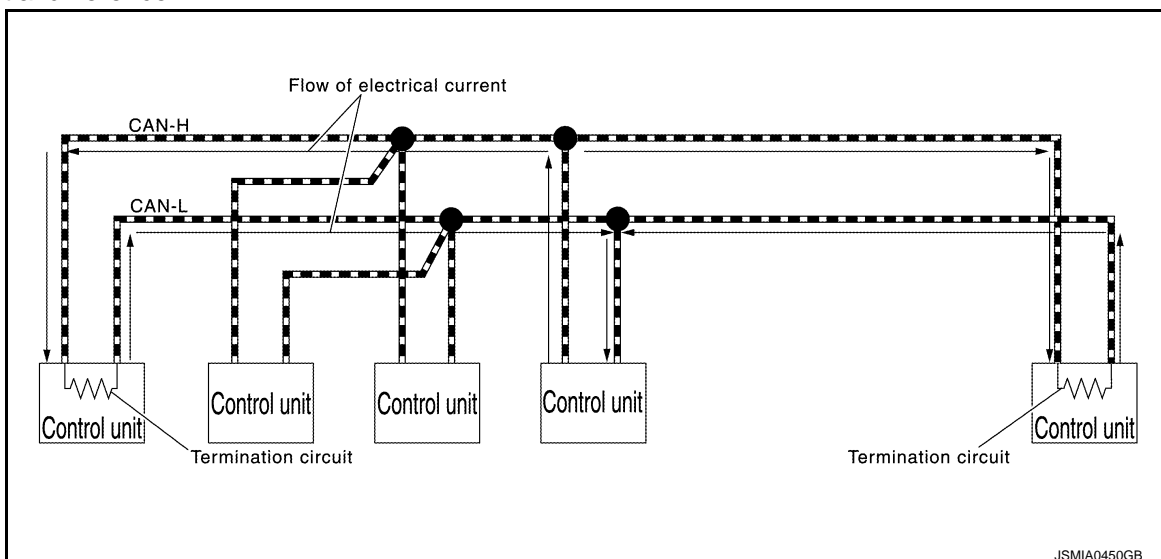 Flow of electrical current
CAN-H
CAN-L
Control unit
Control unit
Control unit
Control unit
Control unit
Termination circuit
Termination circuit
JSMIA0450GB